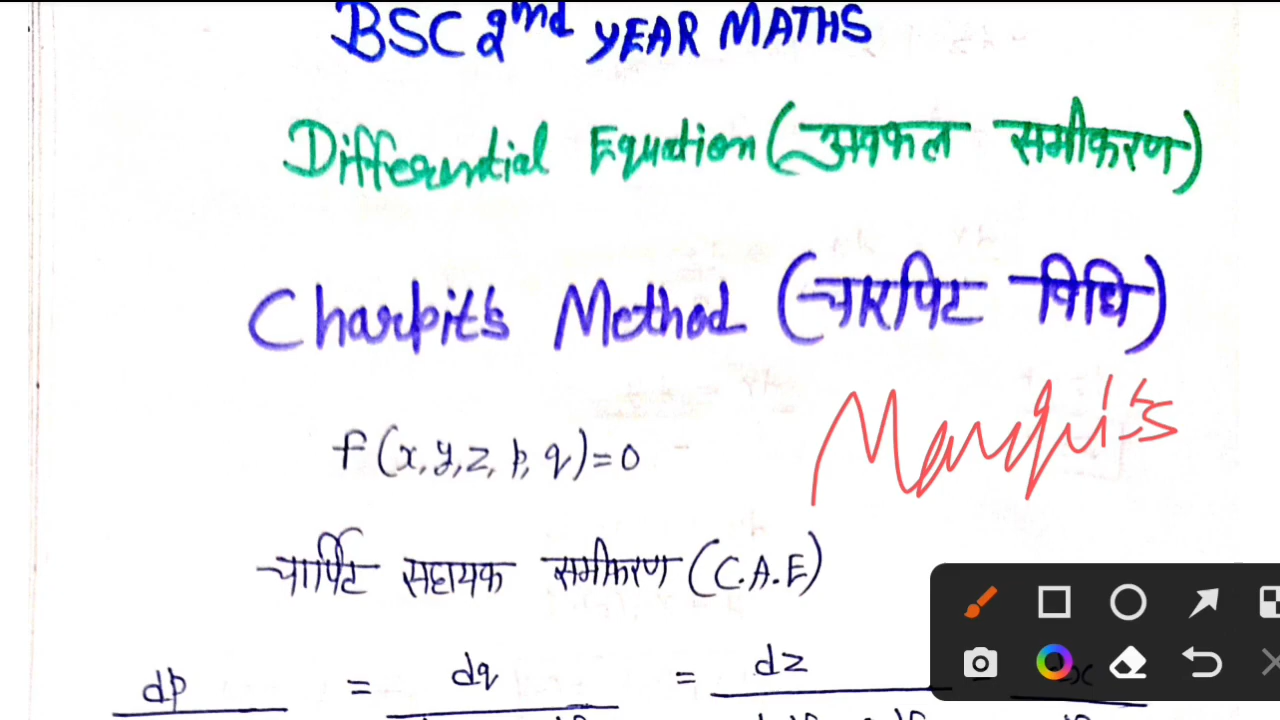 BSC 2nd YEAR MATHS
Differential Equation (अवकल समीकरण)
Charpit's Method (चारपिट विधि)
f(x,y,z,p,q)=0
चार्पिट सहायक समीकरण (C.A.E)
dp = dq = dz